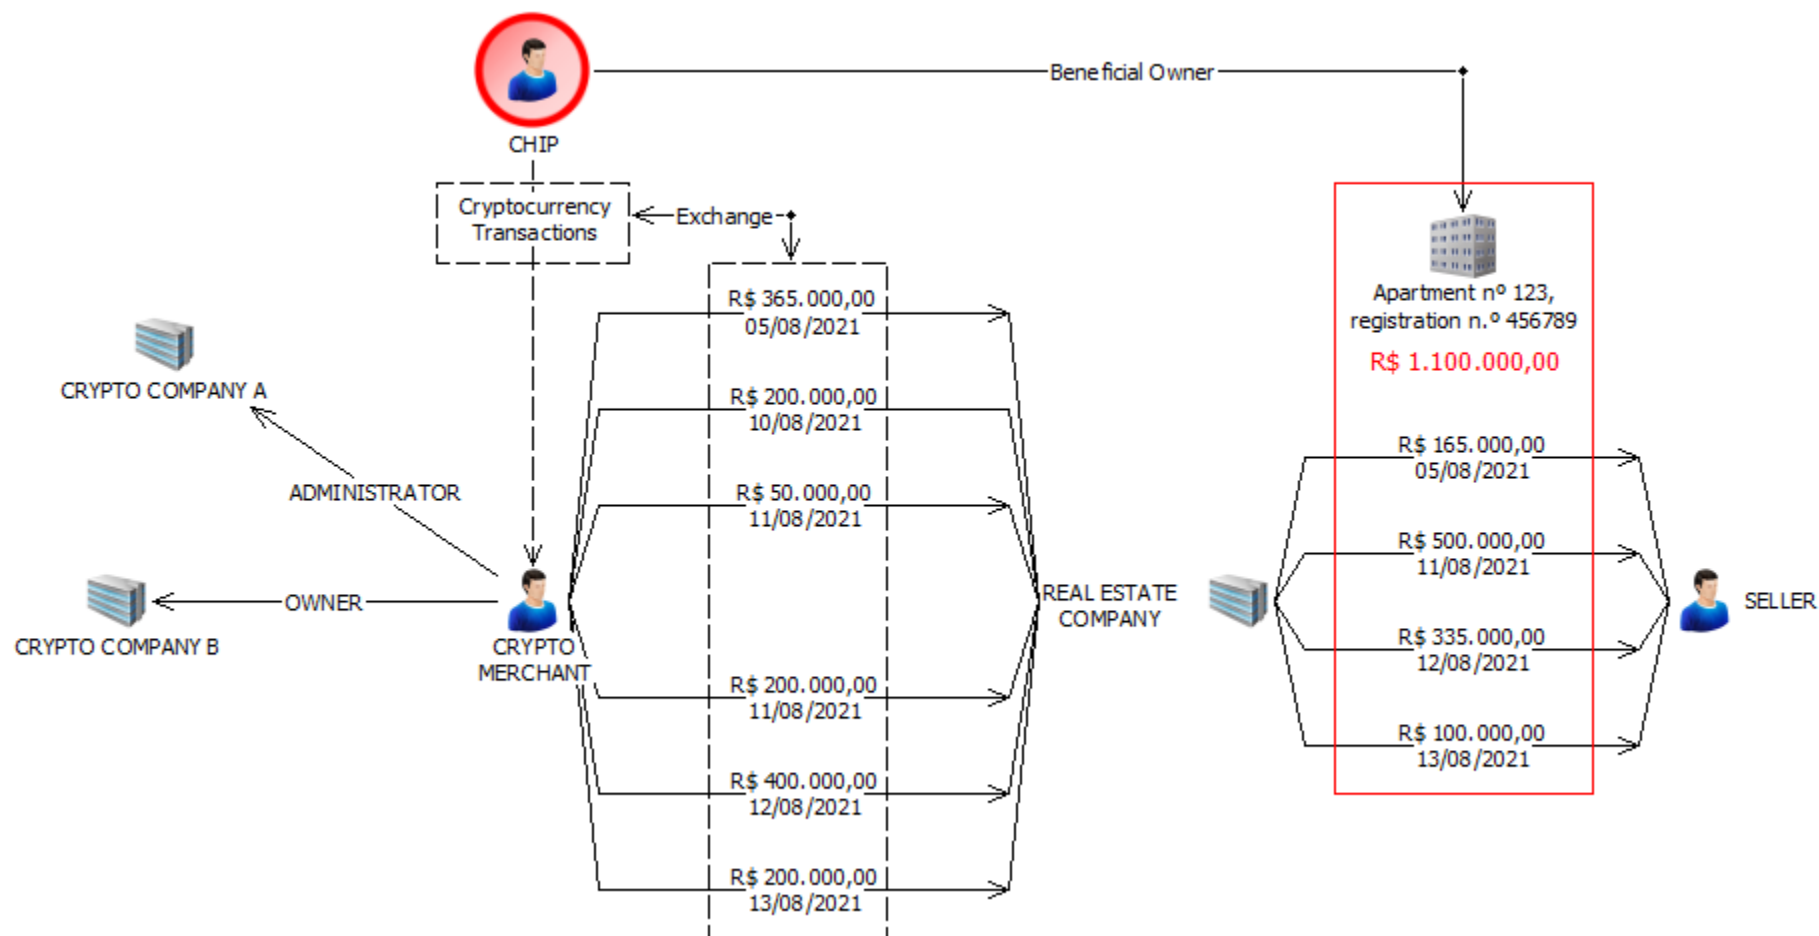 Beneficial Owner
CHIP
Cryptocurrency
Transactions
Exchange
R$ 365.000,00
05/08/2021
R$ 200.000,00
10/08/2021
R$ 50.000,00
11/08/2021
R$ 200.000,00
11/08/2021
R$ 400.000,00
12/08/2021
R$ 200.000,00
13/08/2021
CRYPTO COMPANY A
ADMINISTRATOR
OWNER
CRYPTO COMPANY B
CRYPTO
MERCHANT
REAL ESTATE
COMPANY
Apartment nº 123,
registration n.º 456789
R$ 1.100.000,00
R$ 165.000,00
05/08/2021
R$ 500.000,00
11/08/2021
R$ 335.000,00
12/08/2021
R$ 100.000,00
13/08/2021
SELLER